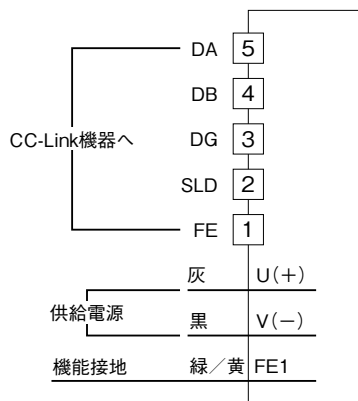 DA 5
DB 4
CC-Link機器へ DG 3
SLD 2
FE 1
灰 U(+)
供給電源
黒 V(−)
機能接地 緑／黄 FE1